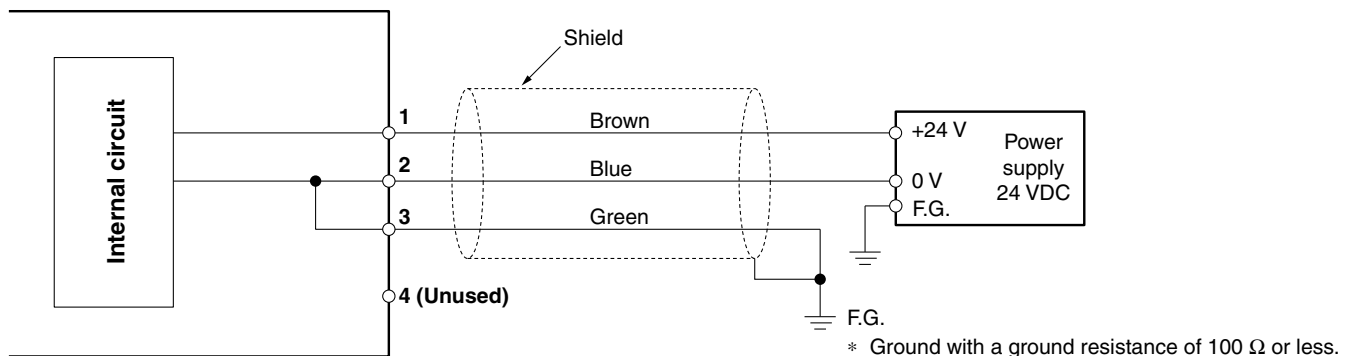 Shield
Internal circuit
1
Brown
2
Blue
3
Green
4 (Unused)
+24 V
0 V
F.G.
Power
supply
24 VDC
F.G.
* Ground with a ground resistance of 100 Ω or less.